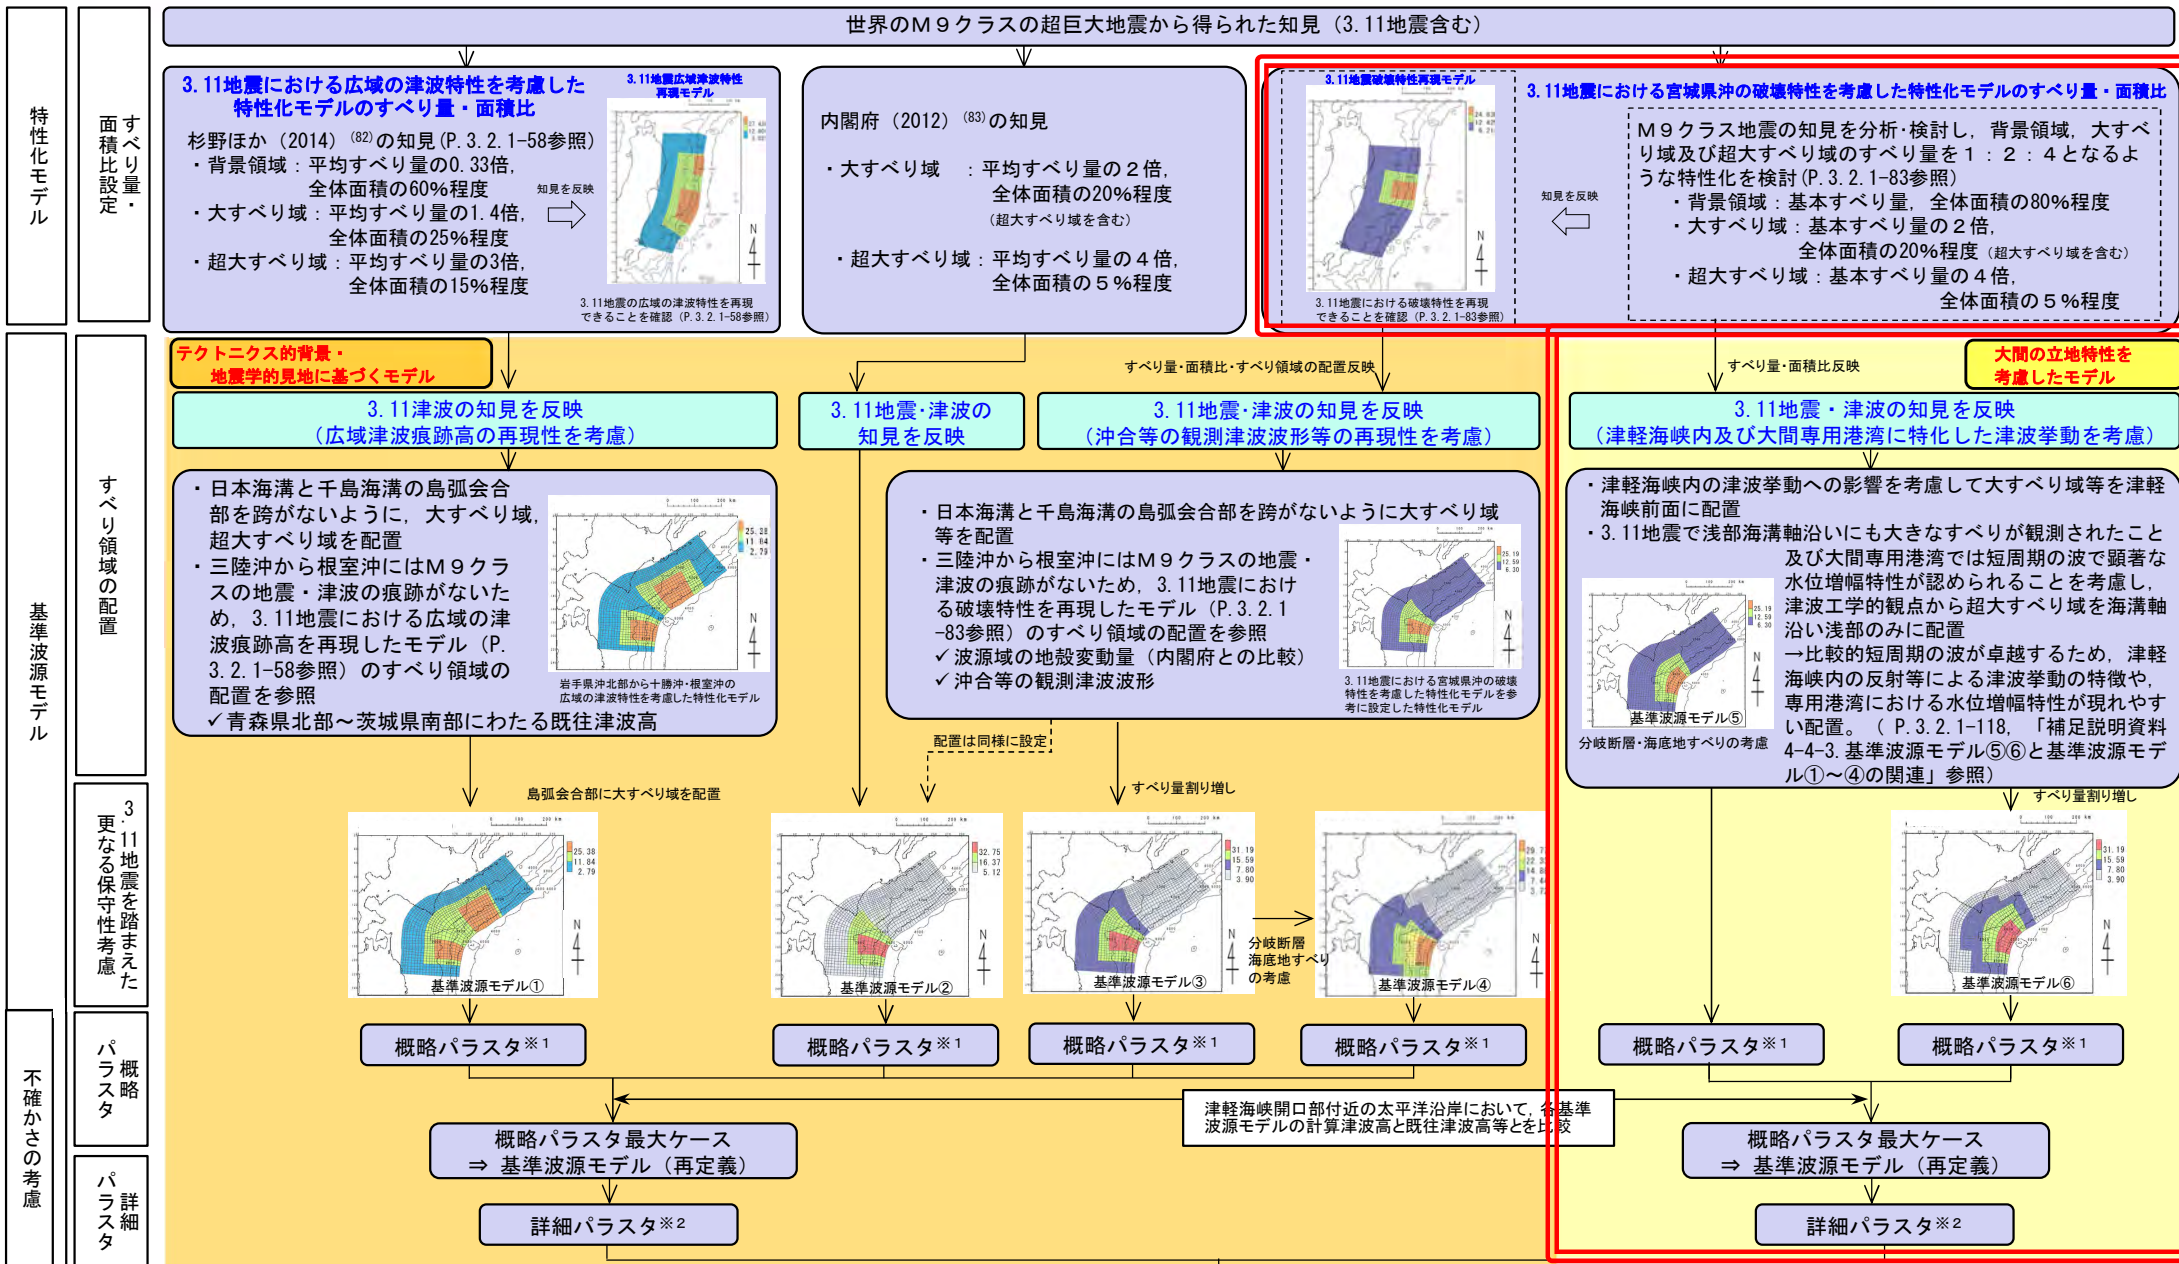 世界のM9クラスの超巨大地震から得られた知見（3.11地震含む）
特性化モデル
すべり量・
面積比設定
3.11地震における広域の津波特性を考慮した
特性化モデルのすべり量・面積比
杉野ほか（2014）(82)の知見(P.3.2.1-58参照)
・背景領域：平均すべり量の0.33倍，
全体面積の60%程度
・大すべり域：平均すべり量の1.4倍，
全体面積の25%程度
・超大すべり域：平均すべり量の3倍，
全体面積の15%程度
知見を反映
3.11地震広域津波特性
再現モデル
N
3.11地震の広域の津波特性を再現
できることを確認（P.3.2.1-58参照）
内閣府（2012）(83)の知見
・大すべり域　：平均すべり量の2倍，
全体面積の20%程度
（超大すべり域を含む）
・超大すべり域：平均すべり量の4倍，
全体面積の5%程度
3.11地震破壊特性再現モデル
N
3.11地震における破壊特性を再現
できることを確認（P.3.2.1-83参照）
知見を反映
3.11地震における宮城県沖の破壊特性を考慮した特性化モデルのすべり量・面積比
M9クラス地震の知見を分析・検討し，背景領域，大すべ
り域及び超大すべり域のすべり量を1：2：4となるよ
うな特性化を検討(P.3.2.1-83参照)
・背景領域：基本すべり量，全体面積の80%程度
・大すべり域：基本すべり量の2倍，
全体面積の20%程度（超大すべり域を含む）
・超大すべり域：基本すべり量の4倍，
全体面積の5%程度
基準波源モデル
すべり領域の配置
テクトニクス的背景・
地震学的見地に基づくモデル
すべり量・面積比・すべり領域の配置反映
すべり量・面積比反映
大間の立地特性を
考慮したモデル
3.11津波の知見を反映
（広域津波痕跡高の再現性を考慮）
3.11地震・津波の
知見を反映
3.11地震・津波の知見を反映
（沖合等の観測津波波形等の再現性を考慮）
3.11地震・津波の知見を反映
（津軽海峡内及び大間専用港湾に特化した津波挙動を考慮）
・日本海溝と千島海溝の島弧会合
部を跨がないように，大すべり域，
超大すべり域を配置
・三陸沖から根室沖にはM9クラ
スの地震・津波の痕跡がないた
め，3.11地震における広域の津
波痕跡高を再現したモデル（P.
3.2.1-58参照）のすべり領域の
配置を参照
✓青森県北部～茨城県南部にわたる既往津波高
0 100 200 km
25.38
11.84
2.79
N
岩手県沖北部から十勝沖・根室沖の
広域の津波特性を考慮した特性化モデル
・日本海溝と千島海溝の島弧会合部を跨がないように大すべり域
等を配置
・三陸沖から根室沖にはM9クラスの地震・
津波の痕跡がないため，3.11地震におけ
る破壊特性を再現したモデル（P.3.2.1
-83参照）のすべり領域の配置を参照
✓波源域の地殻変動量（内閣府との比較）
✓沖合等の観測津波波形
25.19
12.59
6.30
N
3.11地震における宮城県沖の破壊
特性を考慮した特性化モデルを参
考に設定した特性化モデル
・津軽海峡内の津波挙動への影響を考慮して大すべり域等を津軽
海峡前面に配置
・3.11地震で浅部海溝軸沿いにも大きなすべりが観測されたこと
及び大間専用港湾では短周期の波で顕著な
水位増幅特性が認められることを考慮し，
津波工学的観点から超大すべり域を海溝軸
沿い浅部のみに配置
→比較的短周期の波が卓越するため，津軽
海峡内の反射等による津波挙動の特徴や，
専用港湾における水位増幅特性が現れやす
い配置。（ P.3.2.1-118，「補足説明資料
4-4-3.基準波源モデル⑤⑥と基準波源モデ
ル①～④の関連」参照）
25.19
12.59
6.30
N
基準波源モデル⑤
分岐断層・海底地すべりの考慮
配置は同様に設定
3.11地震を踏まえた
更なる保守性考慮
島弧会合部に大すべり域を配置
すべり量割り増し
すべり量割り増し
0 100 200 km
25.38
11.84
2.79
N
基準波源モデル①
0 100 200 km
32.75
16.37
5.12
N
基準波源モデル②
0 100 200 km
31.19
15.59
7.80
3.90
N
基準波源モデル③
分岐断層
海底地すべり
の考慮
N
基準波源モデル④
0 100 200 km
31.19
15.59
7.80
3.90
N
基準波源モデル⑥
不確かさの考慮
概略
パラスタ
概略パラスタ※1
概略パラスタ※1
概略パラスタ※1
概略パラスタ※1
概略パラスタ※1
概略パラスタ※1
津軽海峡開口部付近の太平洋沿岸において，各基準
波源モデルの計算津波高と既往津波高等とを比較
概略パラスタ最大ケース
⇒ 基準波源モデル（再定義）
概略パラスタ最大ケース
⇒ 基準波源モデル（再定義）
詳細
パラスタ
詳細パラスタ※2
詳細パラスタ※2